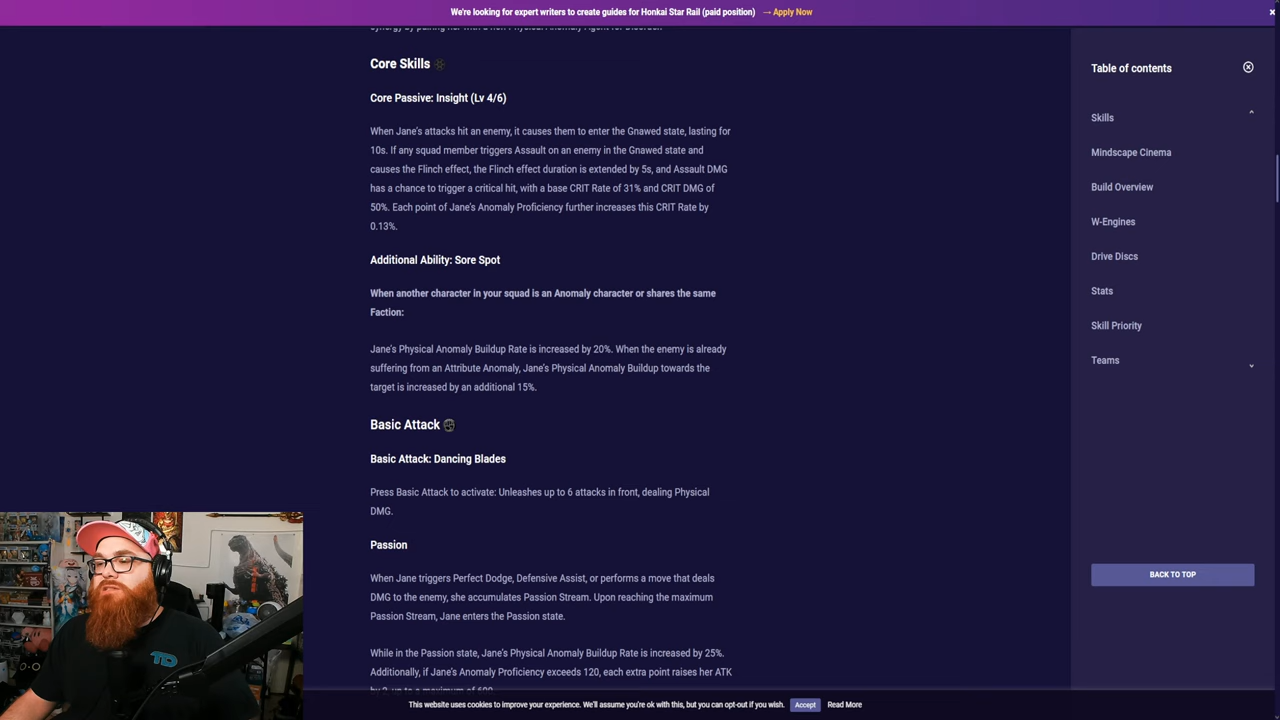 We're looking for expert writers to create guides for Honkai Star Rail (paid position) → Apply Now
Core Skills
Core Passive: Insight (Lv 4/6)
When Jane's attacks hit an enemy, it causes them to enter the Gnawed state, lasting for
10s. If any squad member triggers Assault on an enemy in the Gnawed state and
causes the Flinch effect, the Flinch effect duration is extended by 5s, and Assault DMG
has a chance to trigger a critical hit, with a base CRIT Rate of 31% and CRIT DMG of
50%. Each point of Jane's Anomaly Proficiency further increases this CRIT Rate by
0.13%.
Additional Ability: Sore Spot
When another character in your squad is an Anomaly character or shares the same
Faction:
Jane's Physical Anomaly Buildup Rate is increased by 20%. When the enemy is already
suffering from an Attribute Anomaly, Jane's Physical Anomaly Buildup towards the
target is increased by an additional 15%.
Basic Attack
Basic Attack: Dancing Blades
Press Basic Attack to activate: Unleashes up to 6 attacks in front, dealing Physical
DMG.
Passion
When Jane triggers Perfect Dodge, Defensive Assist, or performs a move that deals
DMG to the enemy, she accumulates Passion Stream. Upon reaching the maximum
Passion Stream, Jane enters the Passion state.
While in the Passion state, Jane's Physical Anomaly Buildup Rate is increased by 25%.
Additionally, if Jane's Anomaly Proficiency exceeds 120, each extra point raises her ATK
by 2, up to a maximum of 600.
Table of contents
Skills
Mindscape Cinema
Build Overview
W-Engines
Drive Discs
Stats
Skill Priority
Teams
BACK TO TOP
TD
This website uses cookies to improve your experience. We'll assume you're ok with this, but you can opt-out if you wish. Accept Read More